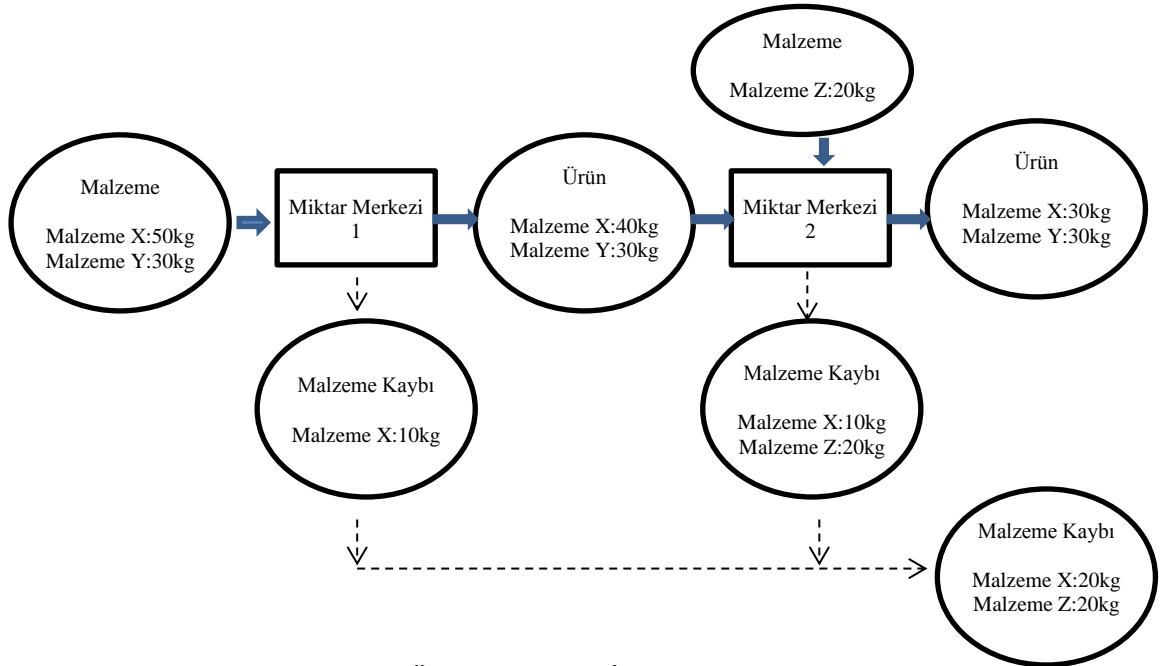 Malzeme
Malzeme Z:20kg
Malzeme
Malzeme X:50kg
Malzeme Y:30kg
Miktar Merkezi
1
Ürün
Malzeme X:40kg
Malzeme Y:30kg
Miktar Merkezi
2
Ürün
Malzeme X:30kg
Malzeme Y:30kg
Malzeme Kaybı
Malzeme X:10kg
Malzeme Kaybı
Malzeme X:10kg
Malzeme Z:20kg
Malzeme Kaybı
Malzeme X:20kg
Malzeme Z:20kg